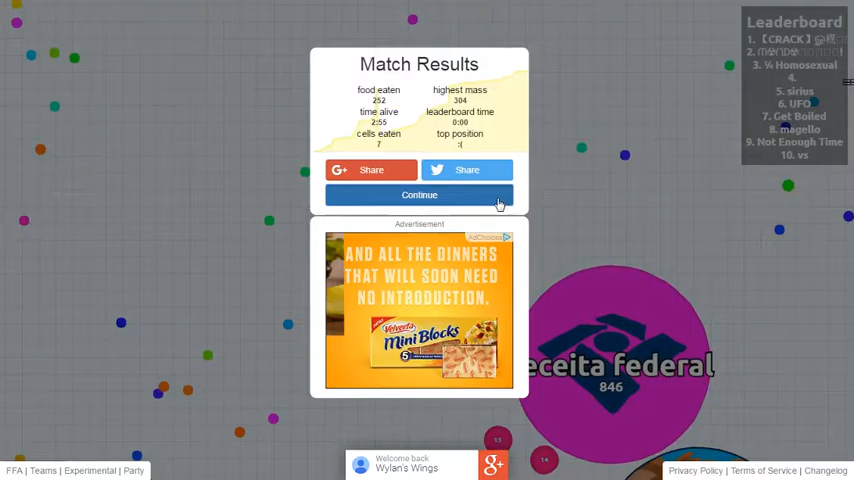 Match Results
food eaten
252
highest mass
304
time alive
2:55
leaderboard time
0:00
cells eaten
7
top position
:(
G+ Share
Share
Continue
Advertisement
AdChoices
AND ALL THE DINNERS
THAT WILL SOON NEED
NO INTRODUCTION.
Velveeta
Mini Blocks
5
Leaderboard
1. 【CRACK】
2.
3. ¼ Homosexual
4.
5. sirius
6. UFO
7. Get Boiled
8. magello
9. Not Enough Time
10. vs
eceita federal
846
13
14
FFA | Teams | Experimental | Party
Welcome back
Wylan's Wings
g+
Privacy Policy | Terms of Service | Changelog